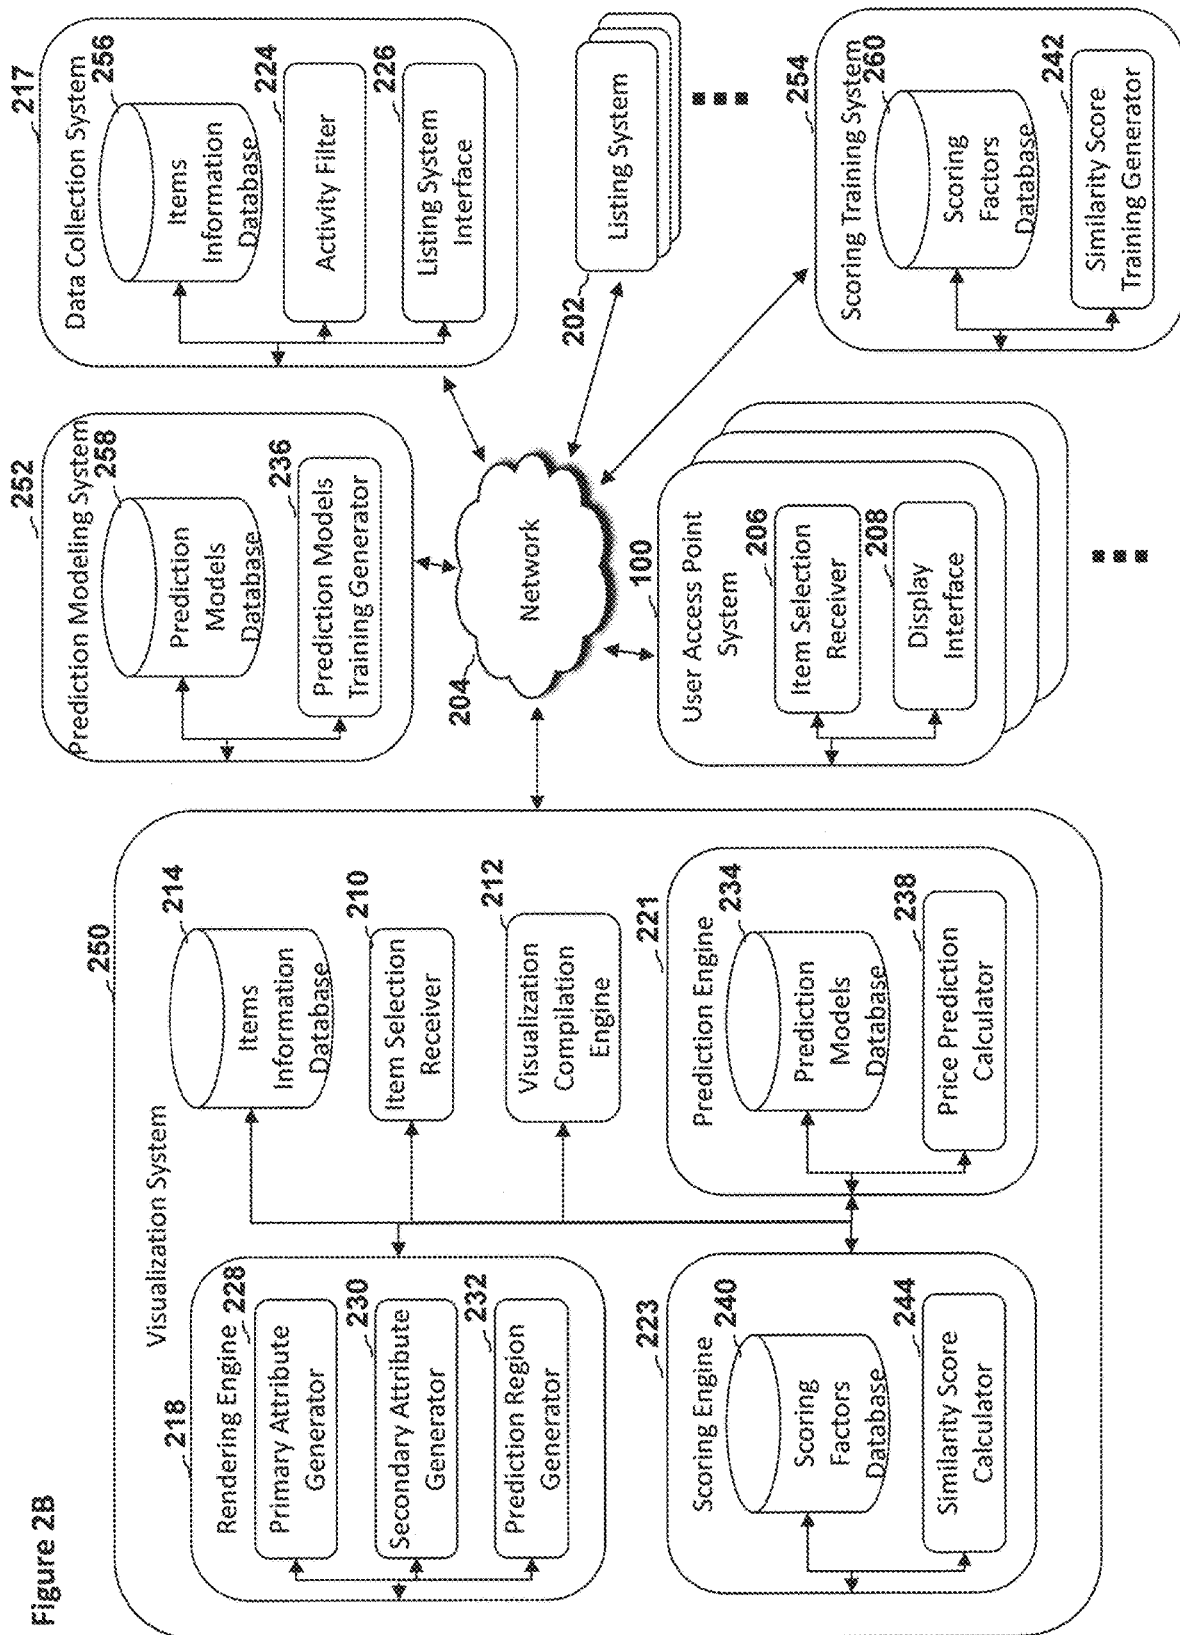 Figure 2B
250
Visualization System
218
Rendering Engine
228
Primary Attribute
Generator
230
Secondary Attribute
Generator
232
Prediction Region
Generator
214
Items
Information
Database
210
Item Selection
Receiver
212
Visualization
Compilation
Engine
223
Scoring Engine
240
Scoring
Factors
Database
244
Similarity Score
Calculator
221
Prediction Engine
234
Prediction
Models
Database
238
Price Prediction
Calculator
252
Prediction Modeling System
258
Prediction
Models
Database
236
Prediction Models
Training Generator
217
Data Collection System
256
Items
Information
Database
224
Activity Filter
226
Listing System
Interface
204
Network
202
Listing System
100
User Access Point
System
206
Item Selection
Receiver
208
Display
Interface
254
Scoring Training System
260
Scoring
Factors
Database
242
Similarity Score
Training Generator